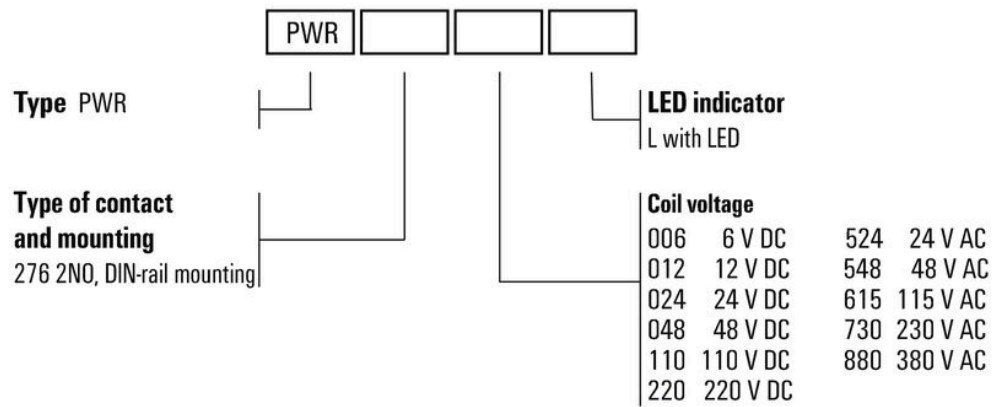 PWR
Type PWR
LED indicator
L with LED
Type of contact
and mounting
276 2NO, DIN-rail mounting
Coil voltage
006 6 V DC 524 24 V AC
012 12 V DC 548 48 V AC
024 24 V DC 615 115 V AC
048 48 V DC 730 230 V AC
110 110 V DC 880 380 V AC
220 220 V DC